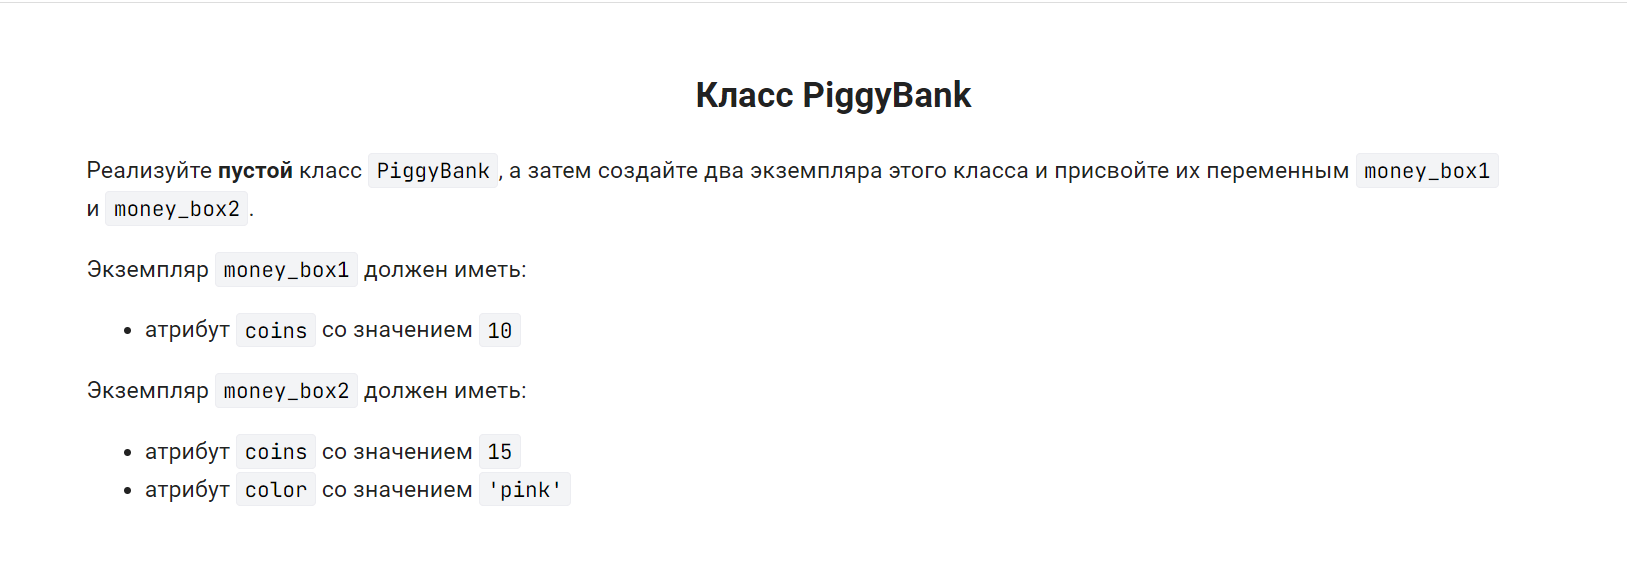 Класс PiggyBank
Реализуйте пустой класс PiggyBank, а затем создайте два экземпляра этого класса и присвойте их переменным money_box1
и money_box2.
Экземпляр money_box1 должен иметь:
• атрибут coins со значением 10
Экземпляр money_box2 должен иметь:
• атрибут coins со значением 15
• атрибут color со значением 'pink'